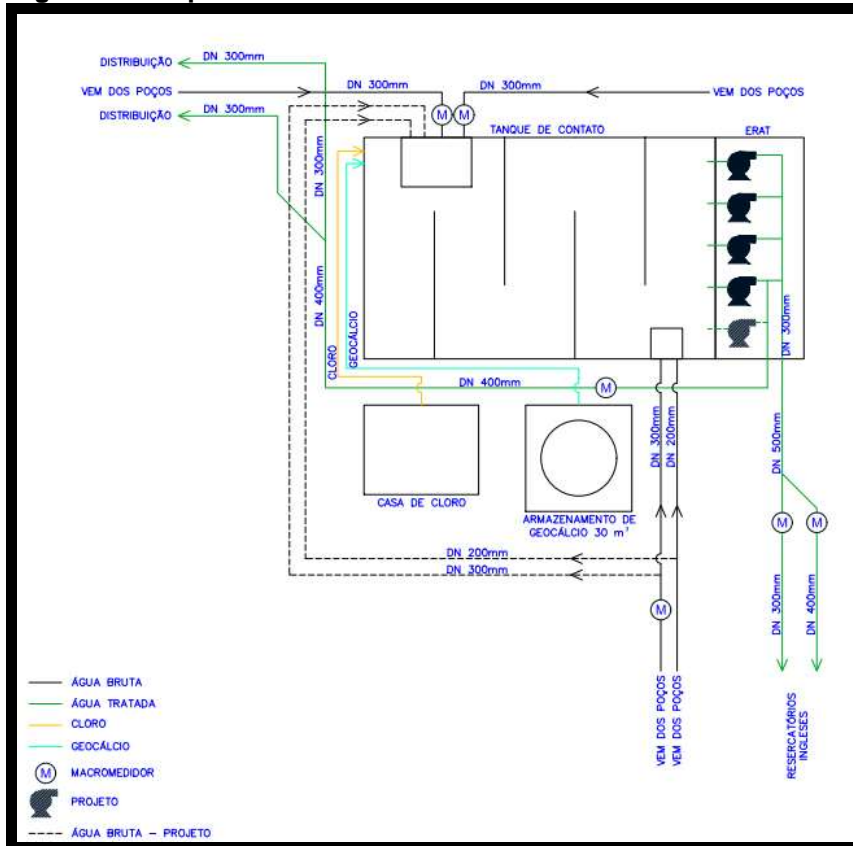 DISTRIBUIÇÃO
DN 300mm
VEM DOS POÇOS
DN 300mm
DN 300mm
VEM DOS POÇOS
DISTRIBUIÇÃO
DN 300mm
M
M
TANQUE DE CONTATO
ERAT
DN 300mm
DN 400mm
CLORO
GEOCÁLCIO
DN 300mm
DN 400mm
M
CASA DE CLORO
ARMAZENAMENTO DE
GEOCÁLCIO 30 m³
DN 300mm
DN 200mm
DN 500mm
M
M
DN 200mm
DN 300mm
M
DN 300mm
DN 400mm
VEM DOS POÇOS
VEM DOS POÇOS
RESERCATÓRIOS
INGLESES
ÁGUA BRUTA
ÁGUA TRATADA
CLORO
GEOCÁLCIO
M
MACROMEDIDOR
PROJETO
ÁGUA BRUTA - PROJETO